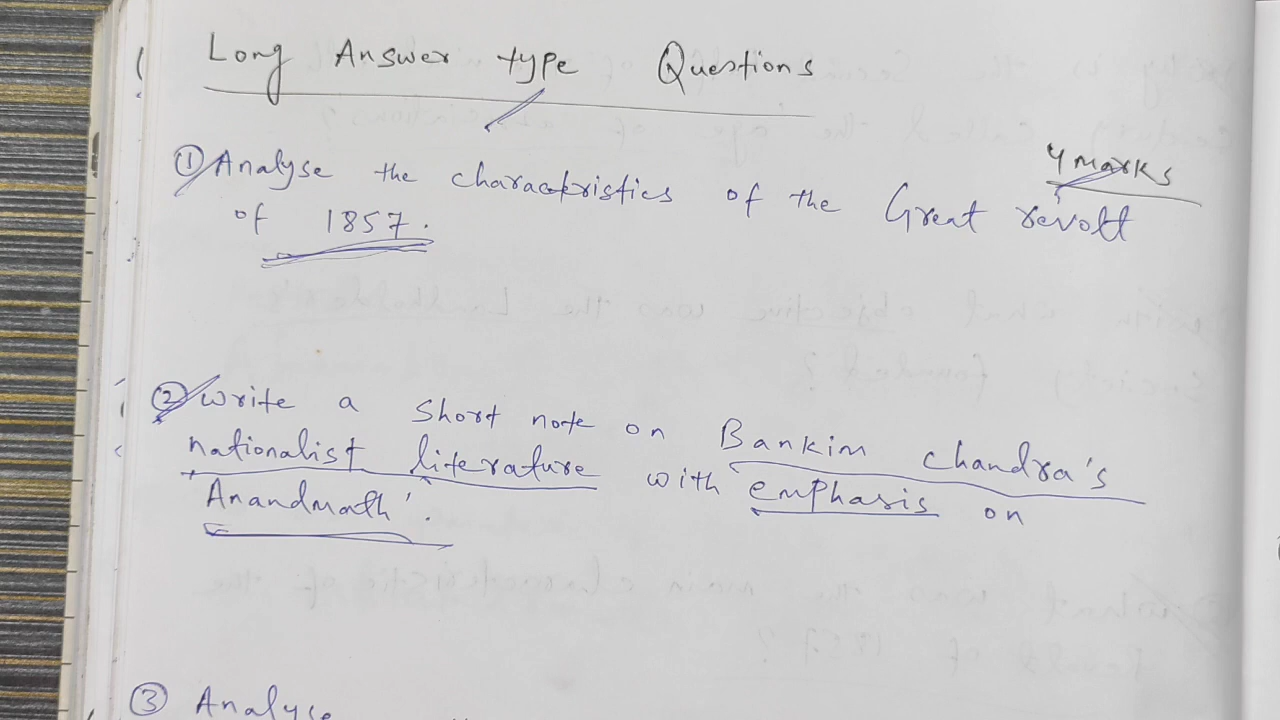 Long Answer type Questions
4 marks
① Analyse the characteristics of the Great revolt
of 1857.
② Write a short note on Bankim Chandra's
nationalist literature with emphasis on
'Anandmath'.
③ Analyse